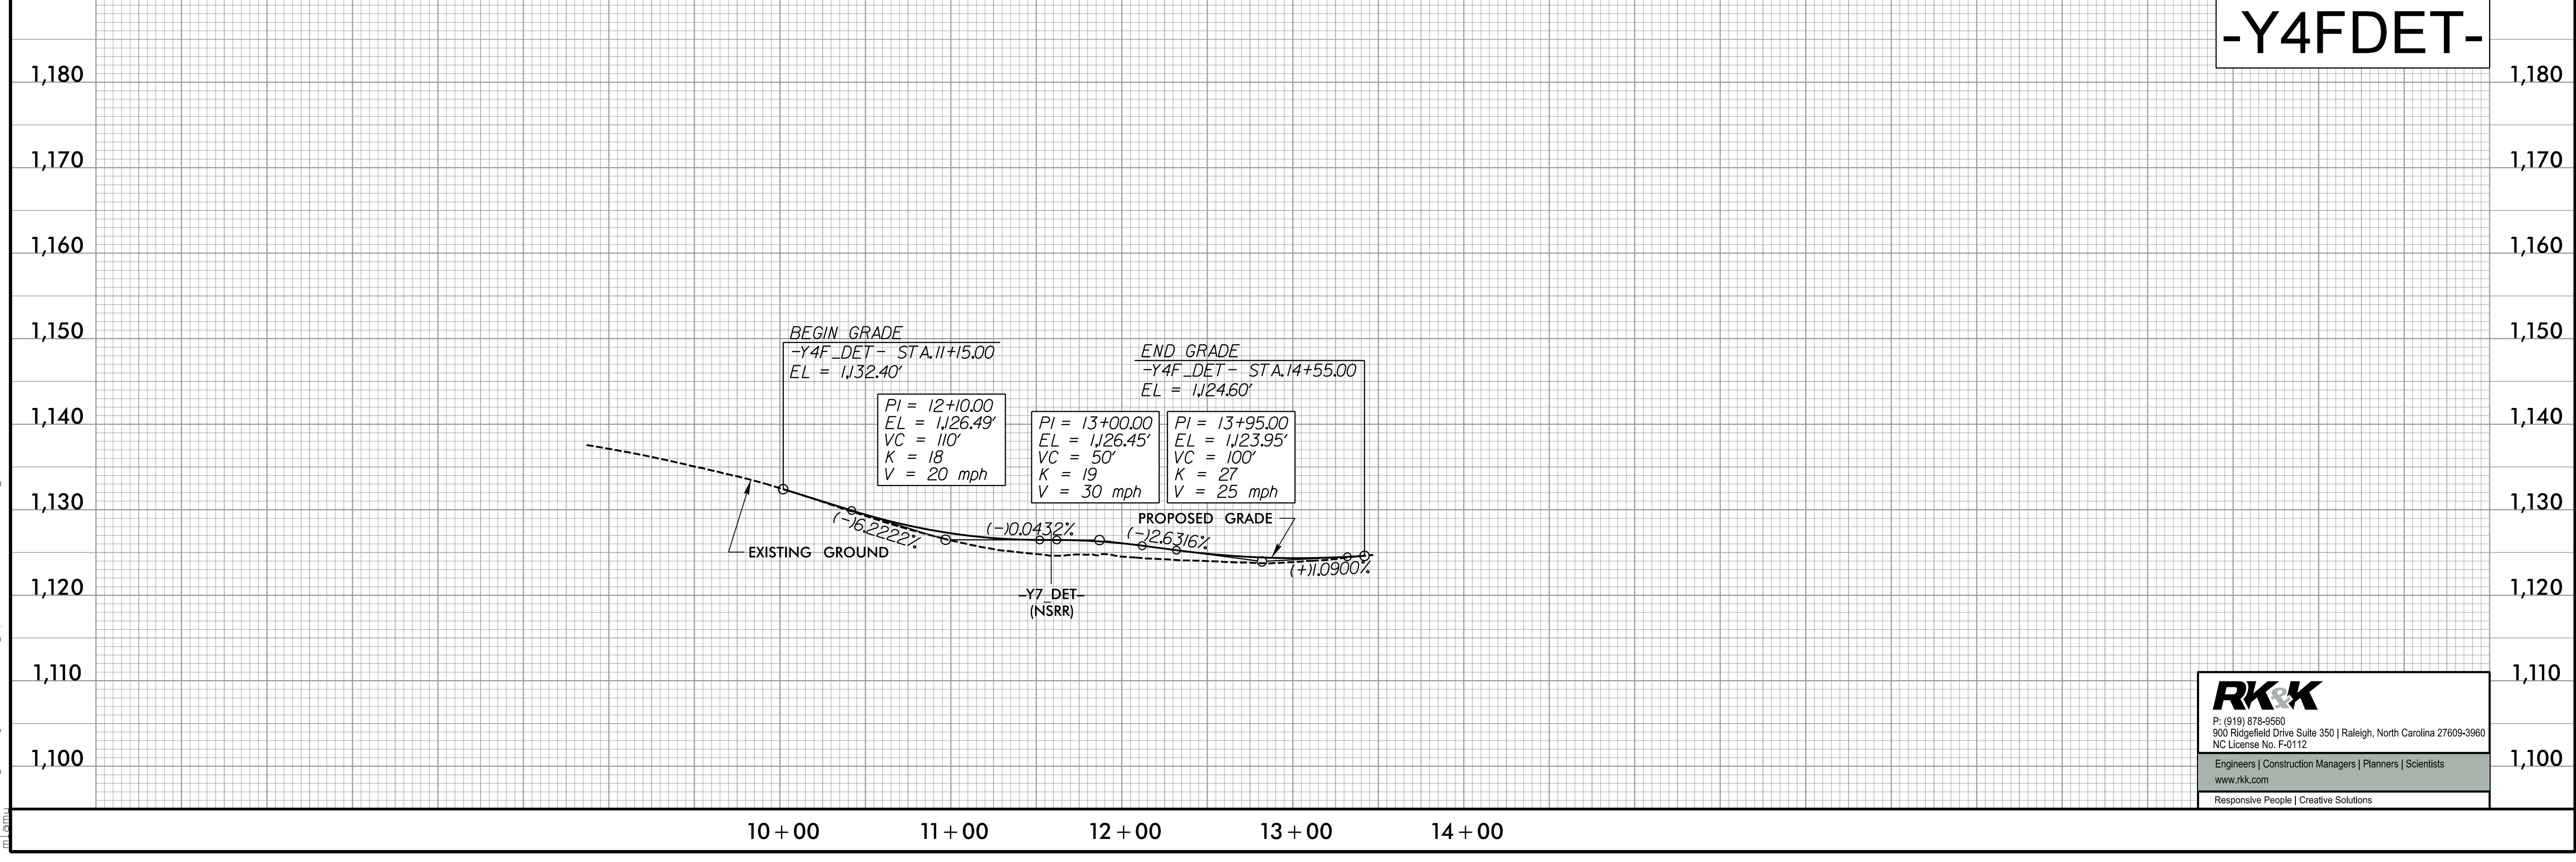 -Y4FDET-
1,180
1,180
1,170
1,170
1,160
1,160
1,150
1,150
BEGIN GRADE
-Y4F_DET- STA.11+15.00
EL = 1,132.40'
END GRADE
-Y4F_DET- STA.14+55.00
EL = 1,124.60'
1,140
1,140
PI = 12+10.00
EL = 1,126.49'
VC = 110'
K = 18
V = 20 mph
PI = 13+00.00
EL = 1,126.45'
VC = 50'
K = 19
V = 30 mph
PI = 13+95.00
EL = 1,123.95'
VC = 100'
K = 27
V = 25 mph
1,130
1,130
(-)6.2222%
(-)0.0432%
(-)2.6316%
PROPOSED GRADE
EXISTING GROUND
(+)1.0900%
1,120
1,120
-Y7_DET-
(NSRR)
1,110
1,110
RK&K
P: (919) 878-9560
900 Ridgefield Drive Suite 350 | Raleigh, North Carolina 27609-3960
NC License No. F-0112
Engineers | Construction Managers | Planners | Scientists
www.rkk.com
Responsive People | Creative Solutions
1,100
1,100
10+00
11+00
12+00
13+00
14+00